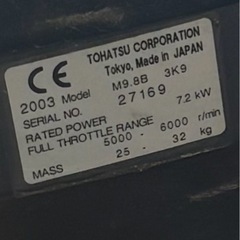 CE TOHATSU CORPORATION
Tokyo, Made in JAPAN
2003 Model M9.8B 3K9
SERIAL NO. 27169
RATED POWER 7.2 kW
FULL THROTTLE RANGE 5000 - 6000 r/min
MASS 25 - 32 kg